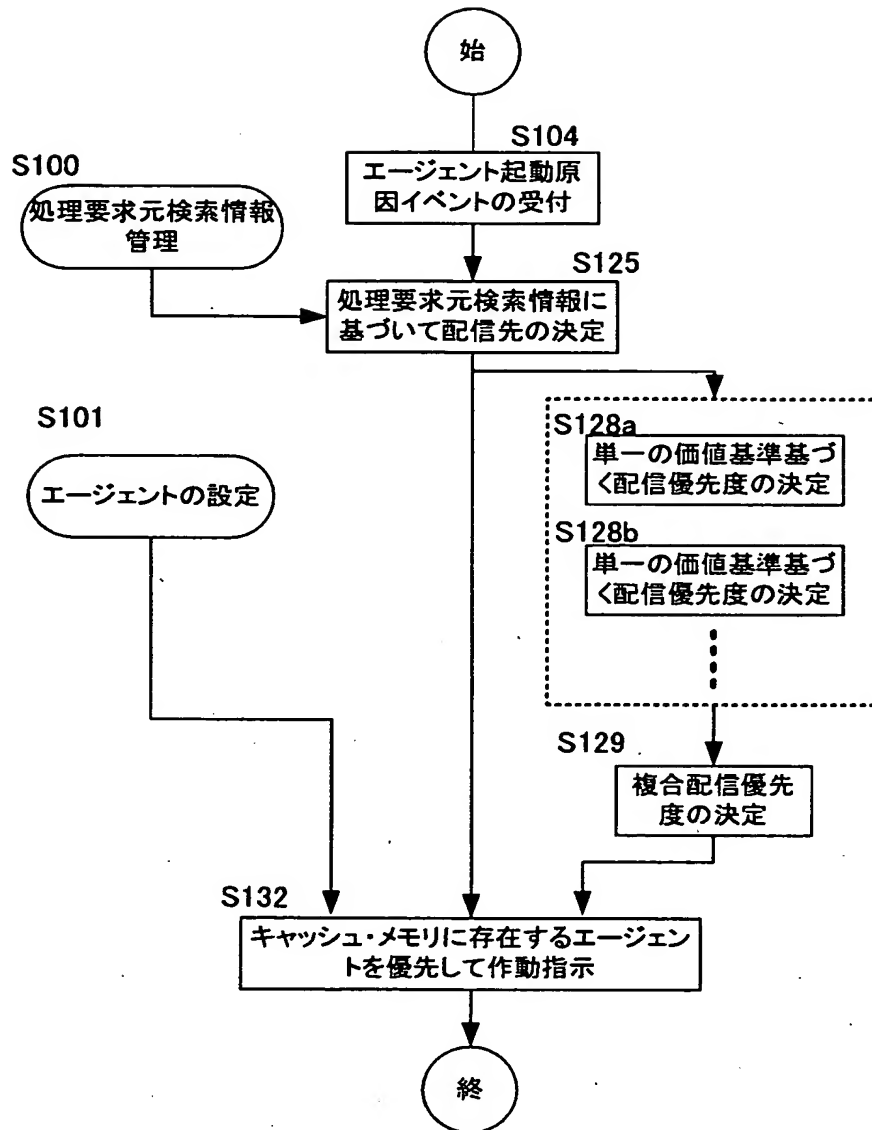 始
S104
エージェント起動原
因イベントの受付
S100
処理要求元検索情報
管理
S125
処理要求元検索情報に
基づいて配信先の決定
S101
エージェントの設定
S128a
単一の価値基準基づ
く配信優先度の決定
S128b
単一の価値基準基づ
く配信優先度の決定
S129
複合配信優先
度の決定
S132
キャッシュ・メモリに存在するエージェン
トを優先して作動指示
終